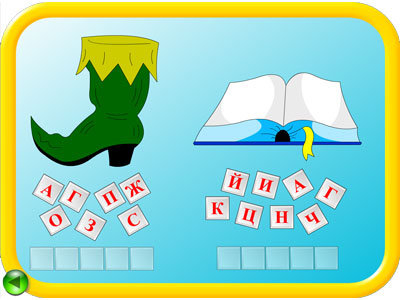 А Г П Ж
О З С
Й И А Г
К Ц Н Ч